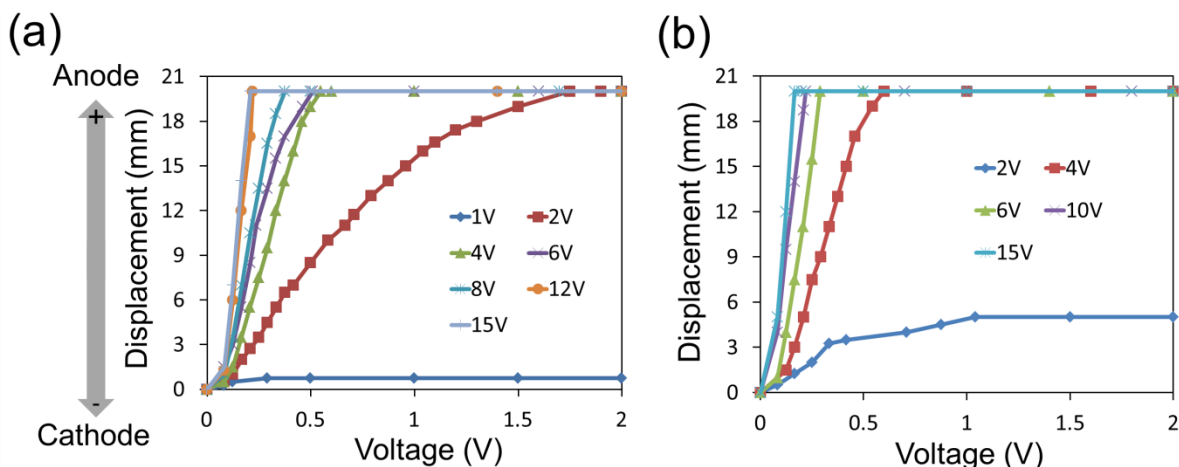 (a)
Anode
+
-
Cathode
Displacement (mm)
21
18
15
12
9
6
3
0
1V 2V
4V 6V
8V 12V
15V
0 0.5 1 1.5 2
Voltage (V)
(b)
Displacement (mm)
21
18
15
12
9
6
3
0
2V 4V
6V 10V
15V
0 0.5 1 1.5 2
Voltage (V)